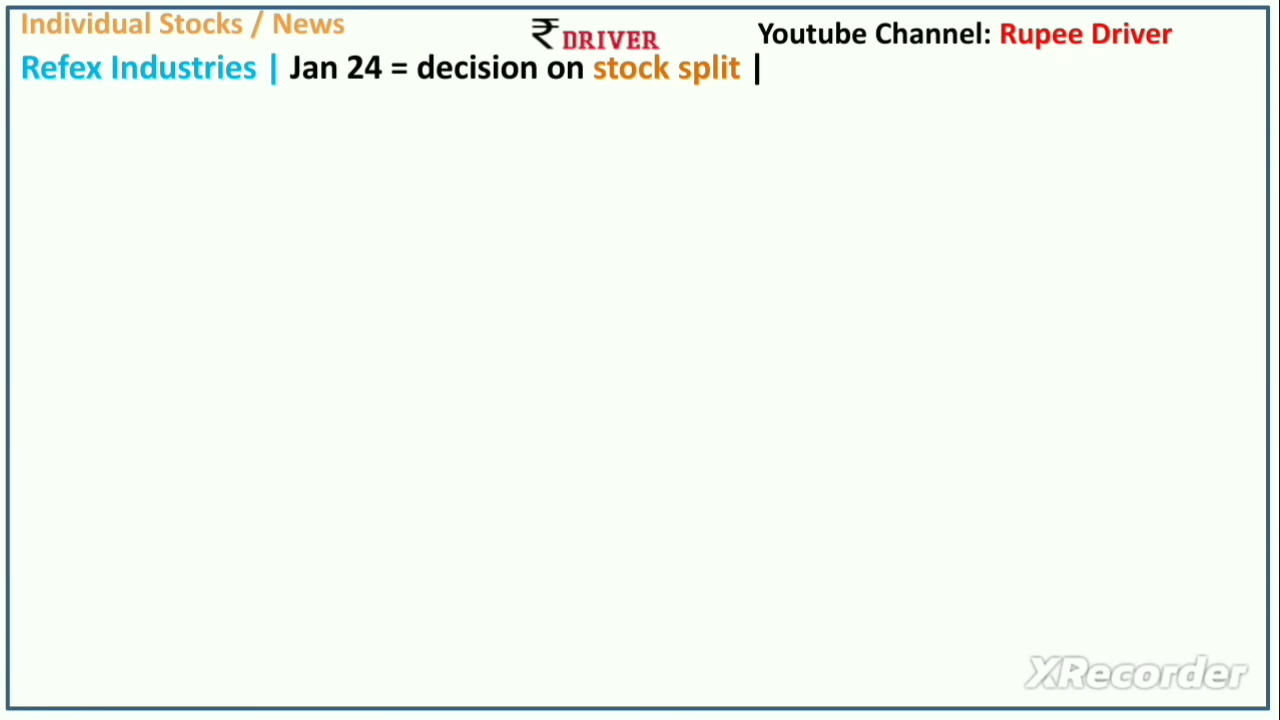 Individual Stocks / News
₹ DRIVER
Youtube Channel: Rupee Driver
Refex Industries | Jan 24 = decision on stock split |
XRecorder